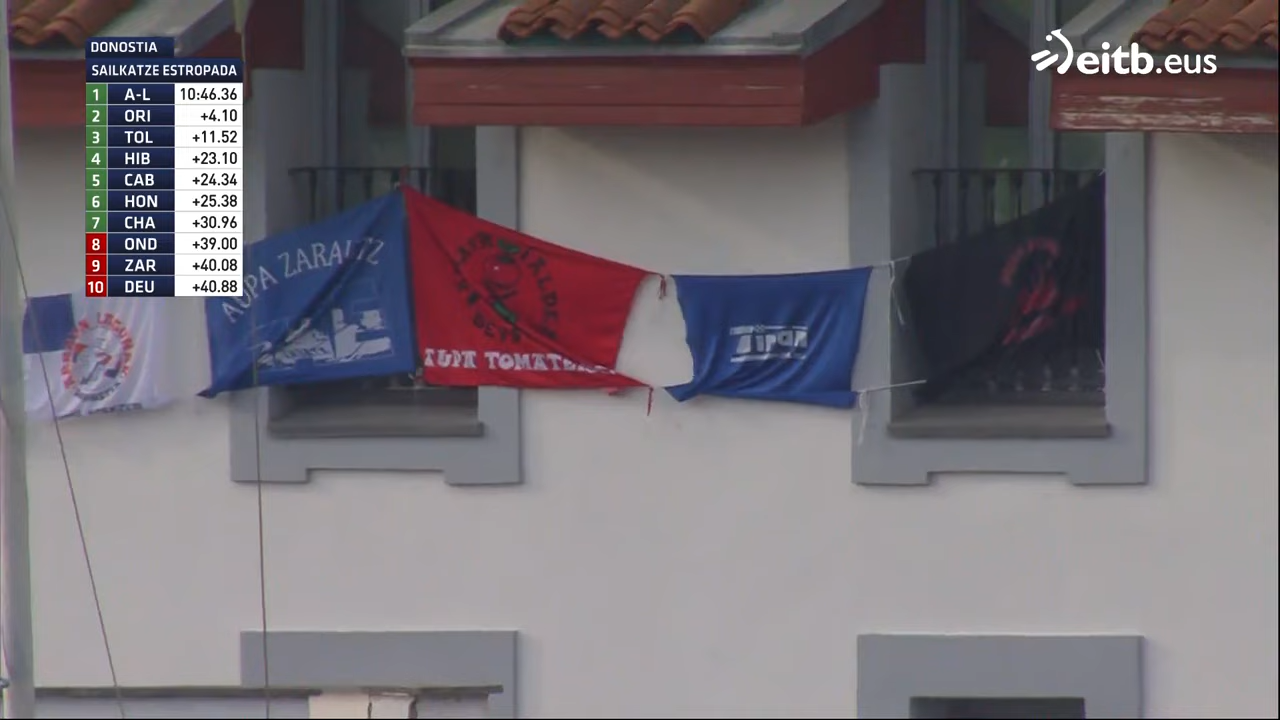 DONOSTIA
SAILKATZE ESTROPADA
1 A-L 10:46.36
2 ORI +4.10
3 TOL +11.52
4 HIB +23.10
5 CAB +24.34
6 HON +25.38
7 CHA +30.96
8 OND +39.00
9 ZAR +40.08
10 DEU +40.88
eitb.eus
AUPA ZARAUTZ